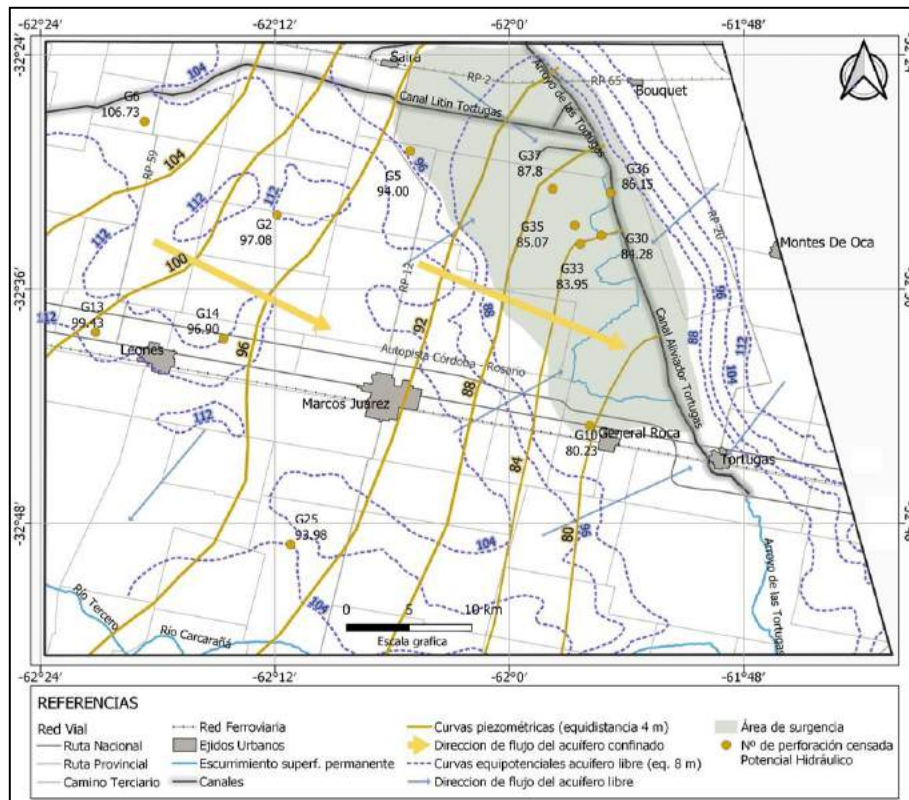 -62°24'
-62°12'
-62°0'
-61°48'
-32°24'
104
Saira
RP-2
RP-65
Arroyo de las Tortugas
Bouquet
Canal Litin Tortugas
G6
106.73
RP-59
104
96
G5
94.00
G37
87.8
G36
86.15
112
112
112
G2
97.08
G35
85.07
G30
84.28
RP-20
Montes De Oca
100
RP-12
G33
83.95
-32°36'
96
88
88
112
104
112
G13
99.43
G14
96.90
96
92
Leones
Autopista Córdoba - Rosario
Canal Aliviador Tortugas
88
Marcos Juárez
112
G10
80.23
General Roca
84
Tortugas
-32°48'
G25
93.98
104
80
96
Río Tercero
Río Carcarañá
104
0 5 10 km
Escala grafica
Arroyo de las Tortugas
-62°24'
-62°12'
-62°0'
-61°48'
REFERENCIAS
Red Vial
Ruta Nacional
Ruta Provincial
Camino Terciario
Red Ferroviaria
Ejidos Urbanos
Escurrimiento superf. permanente
Canales
Curvas piezométricas (equidistancia 4 m)
Direccion de flujo del acuífero confinado
Curvas equipotenciales acuifero libre (eq. 8 m)
Direccion de flujo del acuífero libre
Área de surgencia
Nº de perforación censada
Potencial Hidráulico